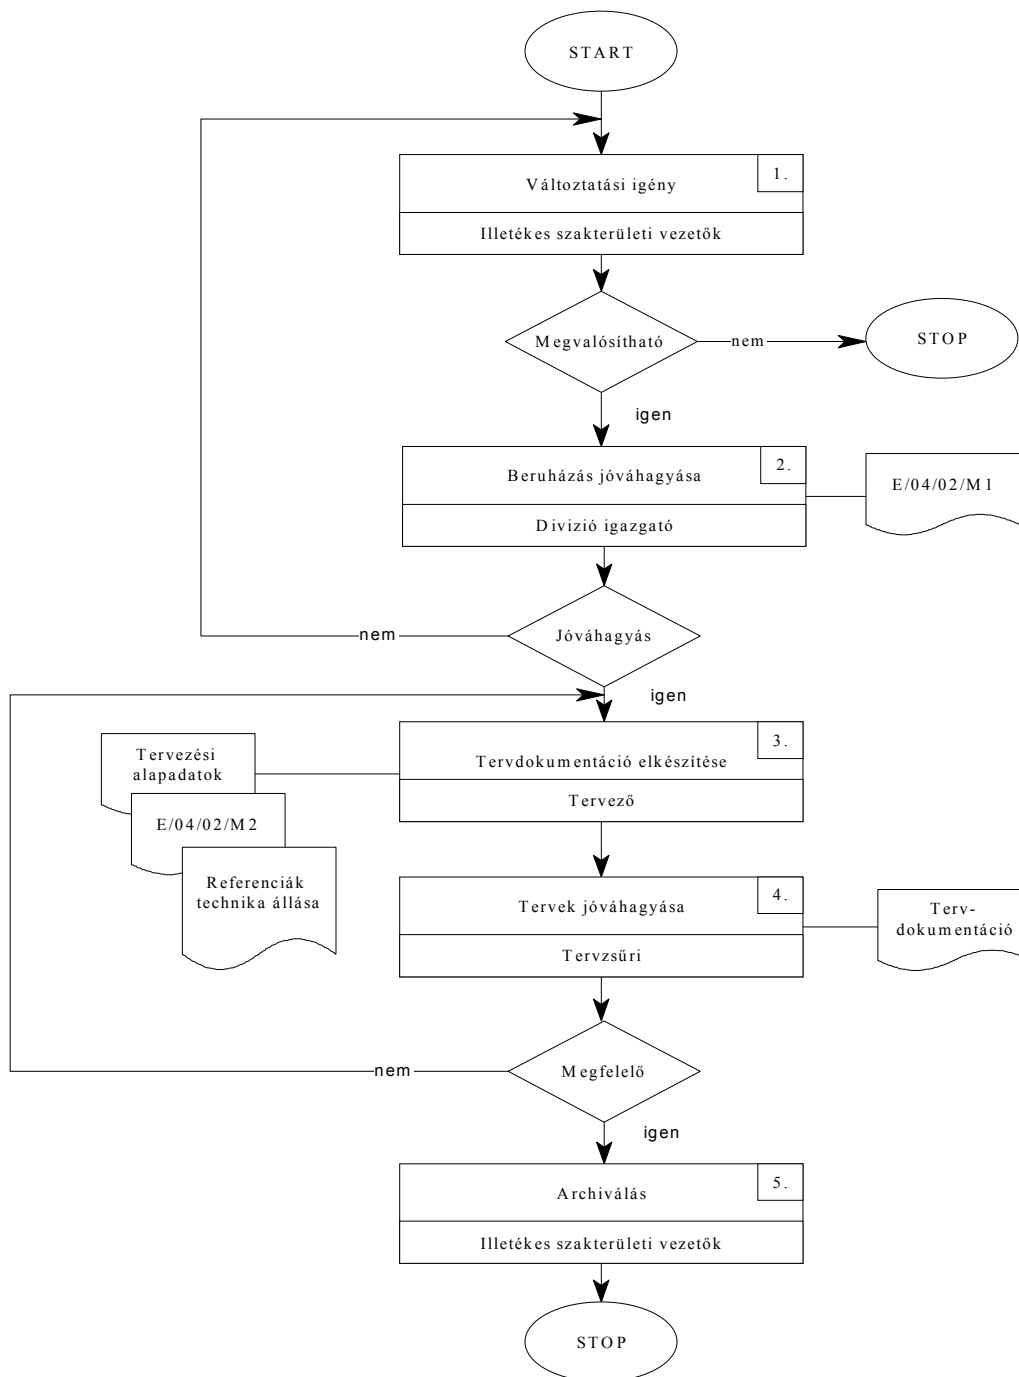 START
1.
Változtatási igény
Illetékes szakterületi vezetők
Megvalósítható
nem
STOP
igen
2.
Beruházás jóváhagyása
Divizió igazgató
E/04/02/M1
Jóváhagyás
nem
igen
3.
Tervdokumentáció elkészítése
Tervező
Tervezési
alapadatok
E/04/02/M2
Referenciák
technika állása
4.
Tervek jóváhagyása
Tervzsűri
Terv-
dokumentáció
Megfelelő
nem
igen
5.
Archiválás
Illetékes szakterületi vezetők
STOP